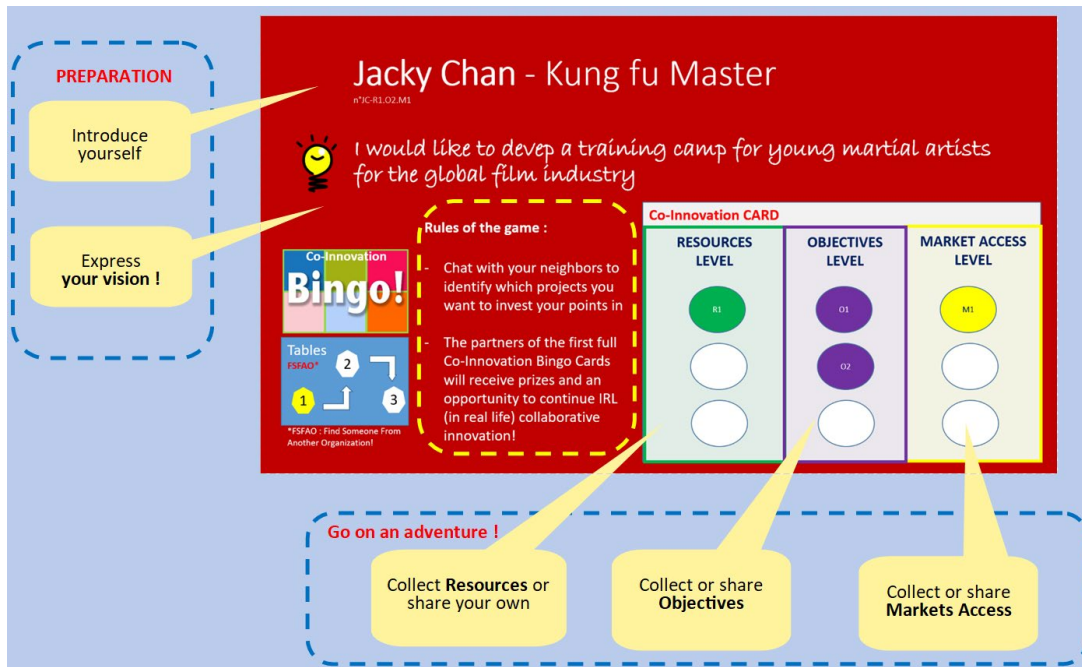 PREPARATION
Introduce
yourself
Express
your vision !
Jacky Chan - Kung fu Master
n°JC-R1.O2.M1
I would like to devep a training camp for young martial artists
for the global film industry
Co-Innovation
Bingo!
Tables
FSFAO*
1
2
3
*FSFAO : Find Someone From
Another Organization!
Rules of the game :
- Chat with your neighbors to
identify which projects you
want to invest your points in
- The partners of the first full
Co-Innovation Bingo Cards
will receive prizes and an
opportunity to continue IRL
(in real life) collaborative
innovation!
Co-Innovation CARD
RESOURCES
LEVEL
R1
OBJECTIVES
LEVEL
O1
O2
MARKET ACCESS
LEVEL
M1
Go on an adventure !
Collect Resources or
share your own
Collect or share
Objectives
Collect or share
Markets Access